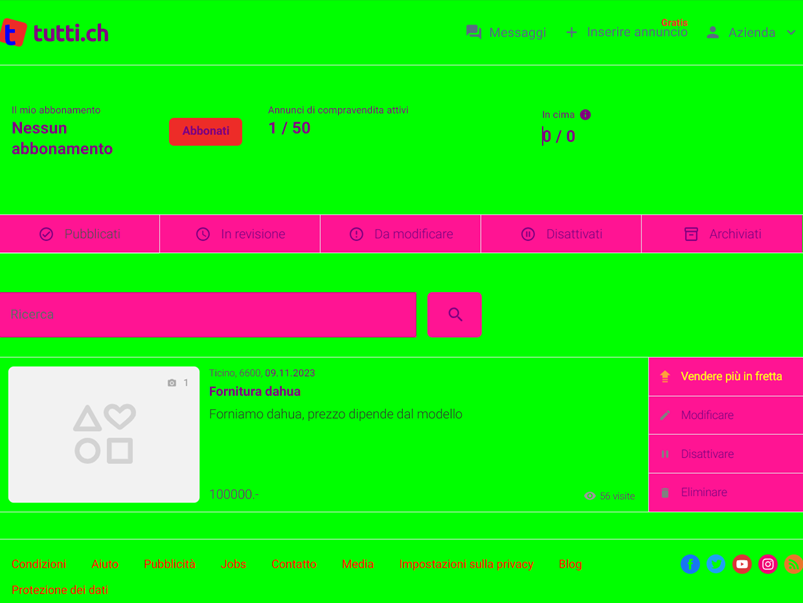 tutti.ch
Messaggi
Gratis
Inserire annuncio
Azienda
Il mio abbonamento
Nessun
abbonamento
Abbonati
Annunci di compravendita attivi
1 / 50
In cima
0 / 0
Pubblicati
In revisione
Da modificare
Disattivati
Archiviati
Ricerca
1
Ticino, 6600, 09.11.2023
Fornitura dahua
Forniamo dahua, prezzo dipende dal modello
100000.-
56 visite
Vendere più in fretta
Modificare
Disattivare
Eliminare
Condizioni Aiuto Pubblicità Jobs Contatto Media Impostazioni sulla privacy Blog
Protezione dei dati